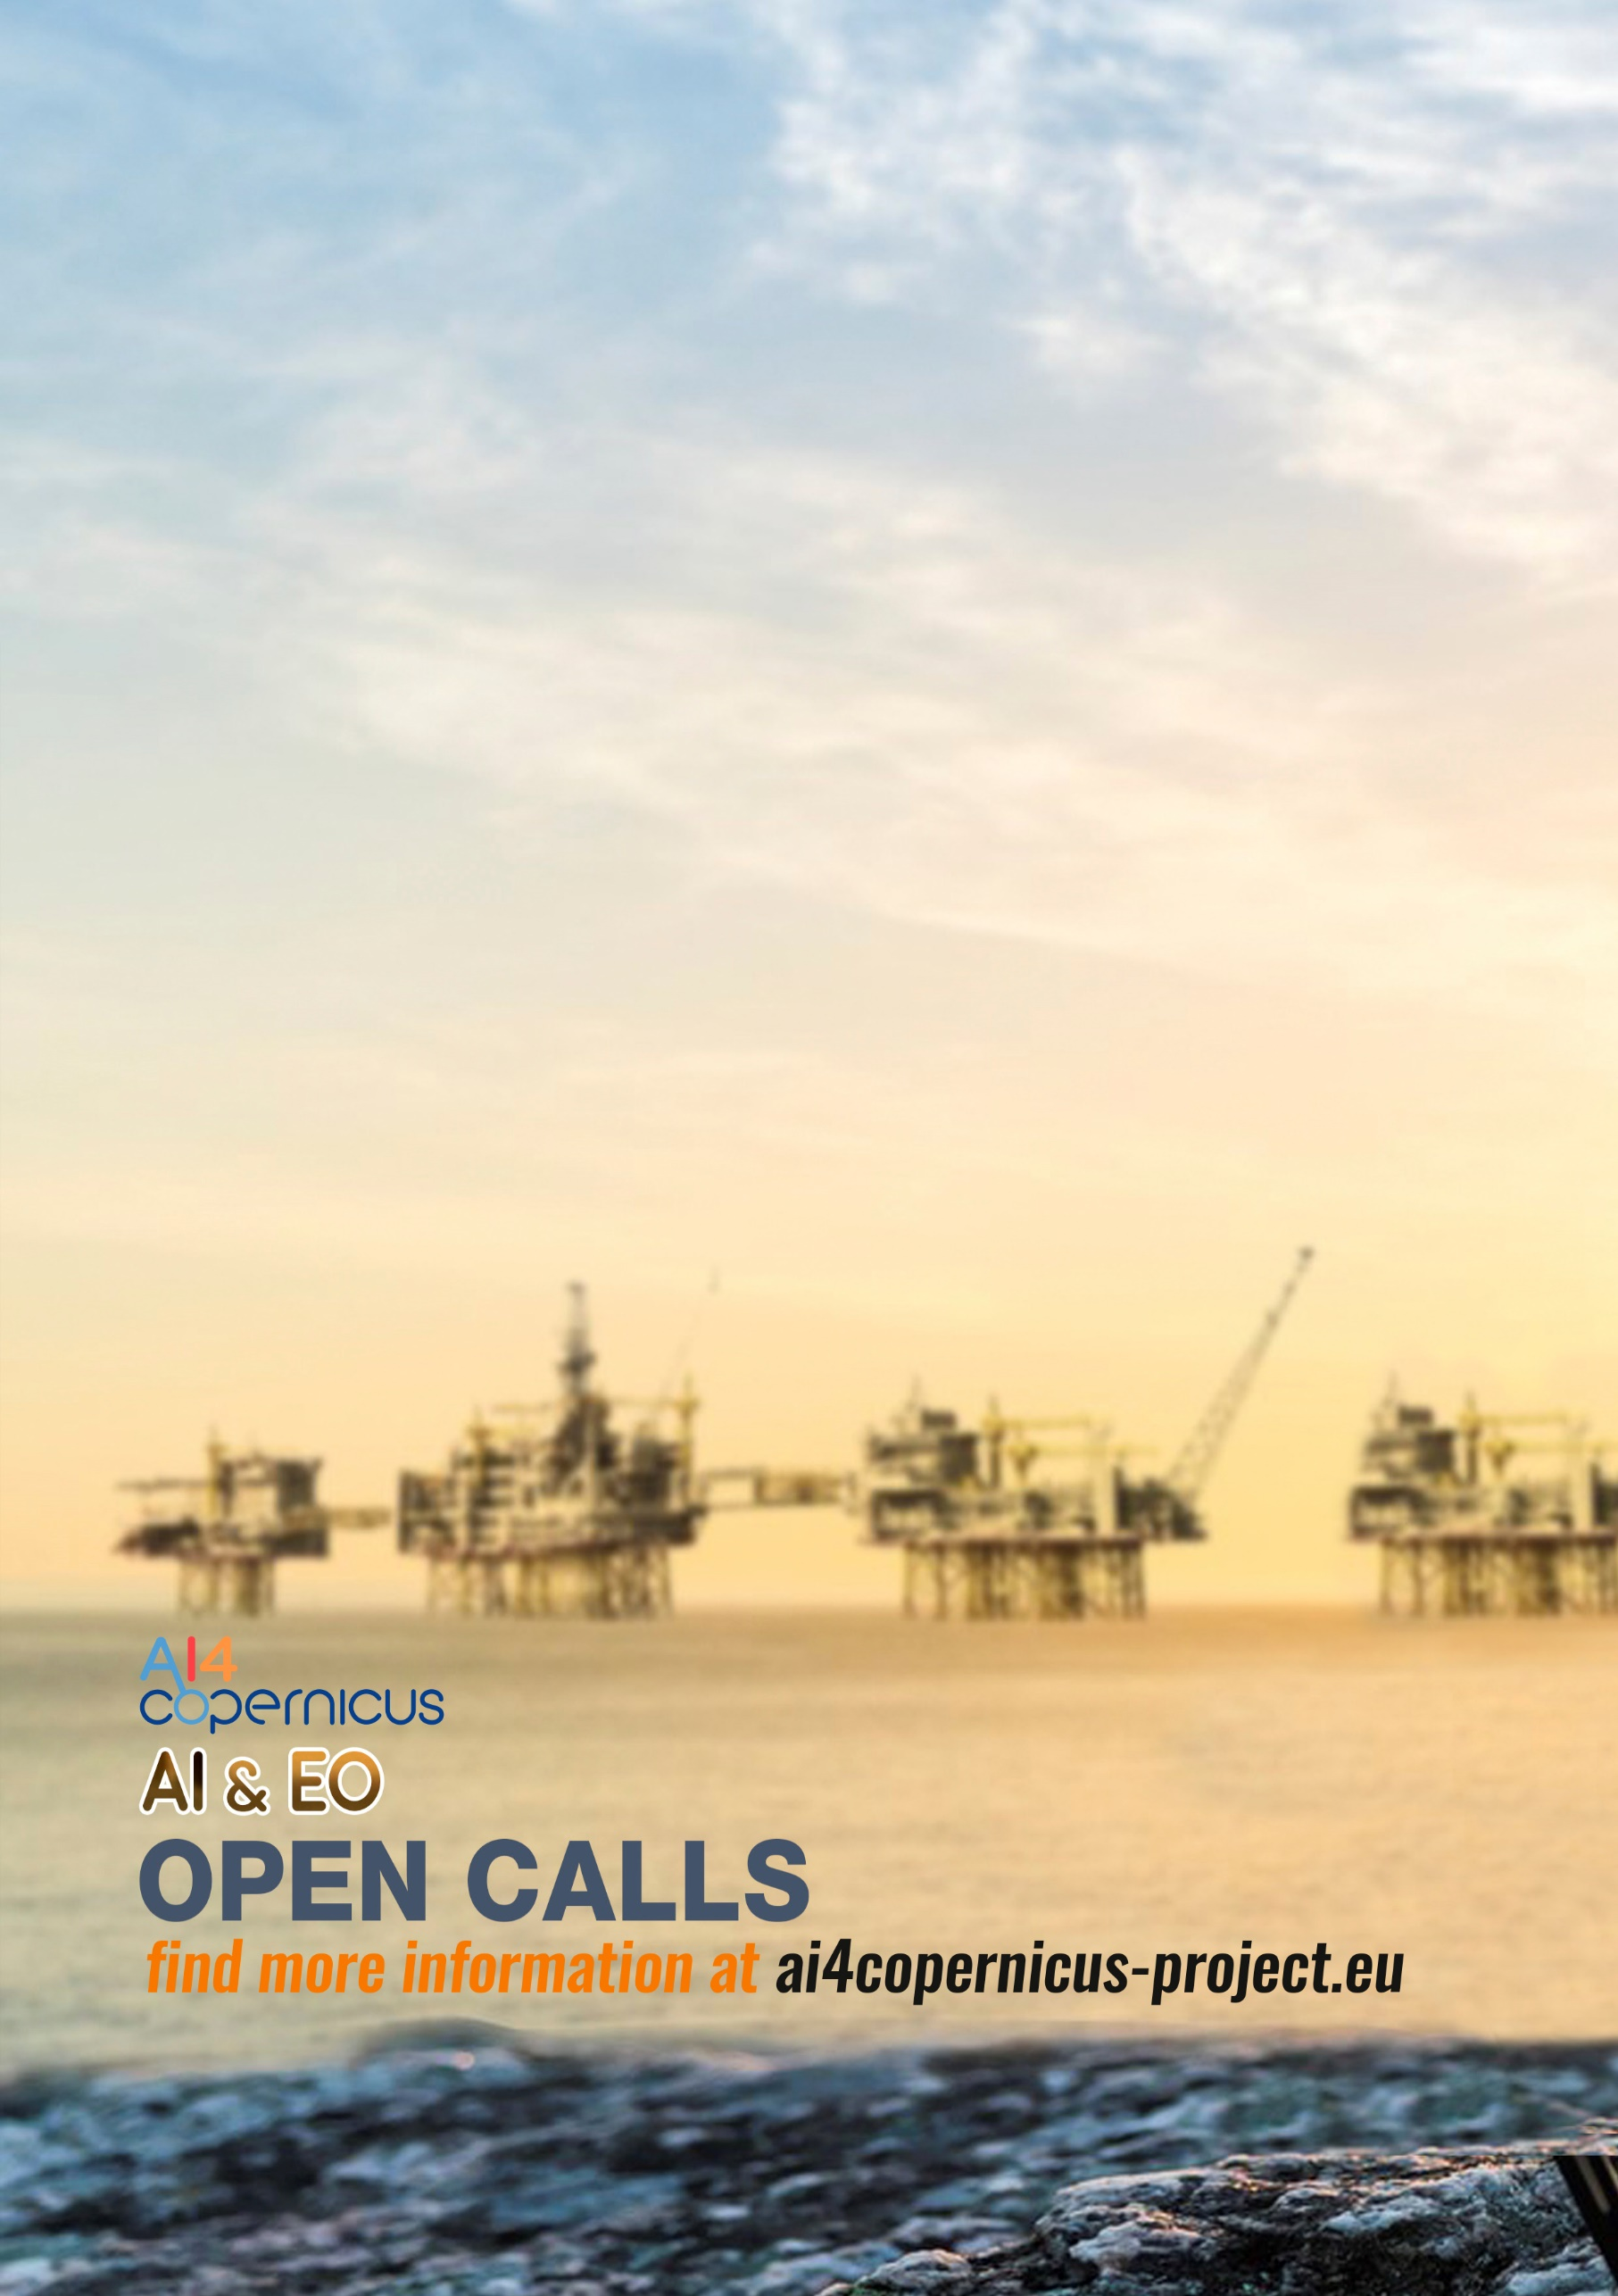 AI4
copernicus
AI & EO
OPEN CALLS
find more information at ai4copernicus-project.eu